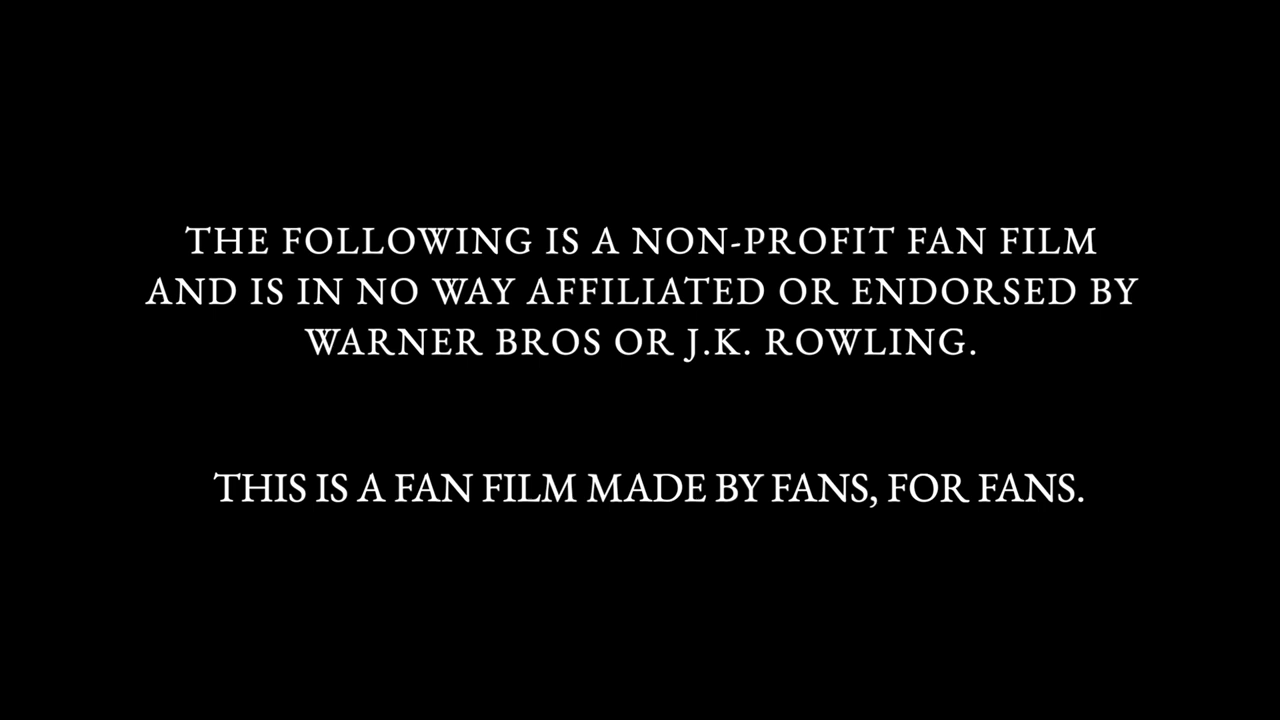 THE FOLLOWING IS A NON-PROFIT FAN FILM
AND IS IN NO WAY AFFILIATED OR ENDORSED BY
WARNER BROS OR J.K. ROWLING.
THIS IS A FAN FILM MADE BY FANS, FOR FANS.